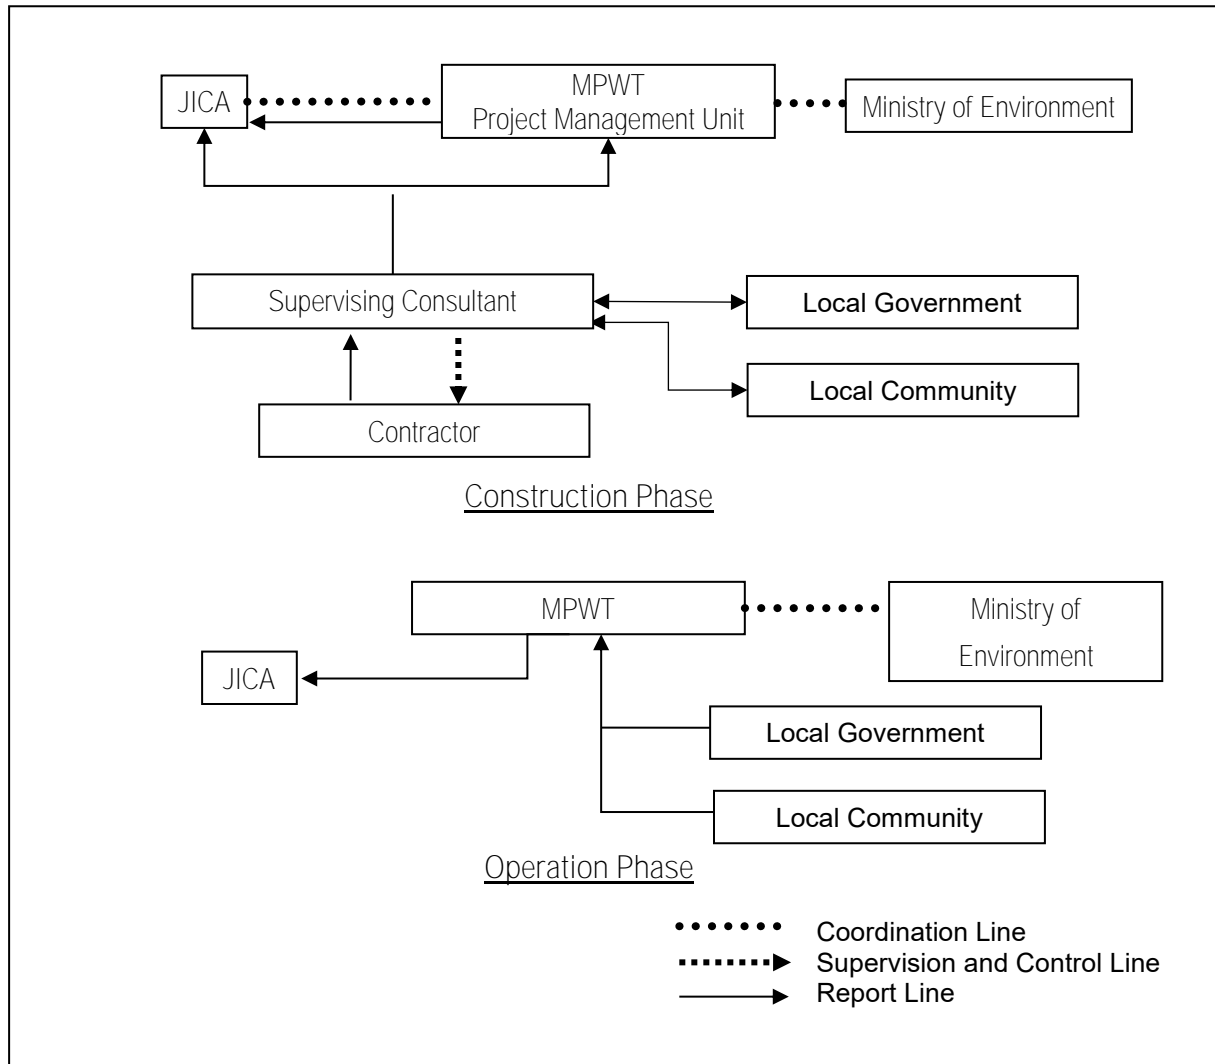 JICA
MPWT
Project Management Unit
Ministry of Environment
Supervising Consultant
Local Government
Local Community
Contractor
Construction Phase
MPWT
Ministry of
Environment
JICA
Local Government
Local Community
Operation Phase
Coordination Line
Supervision and Control Line
Report Line